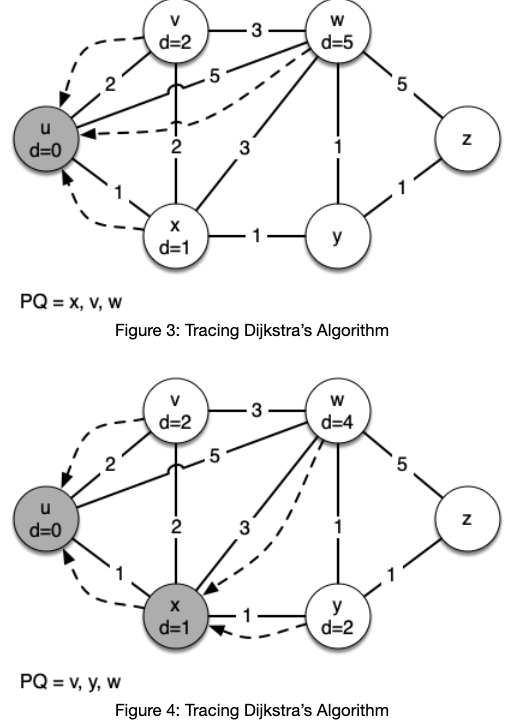 v
d=2
3
w
d=5
2
5
5
u
d=0
2
3
1
z
1
1
x
d=1
1
y
PQ = x, v, w
Figure 3: Tracing Dijkstra's Algorithm
v
d=2
3
w
d=4
2
5
5
u
d=0
2
3
1
z
1
1
x
d=1
1
y
d=2
PQ = v, y, w
Figure 4: Tracing Dijkstra's Algorithm